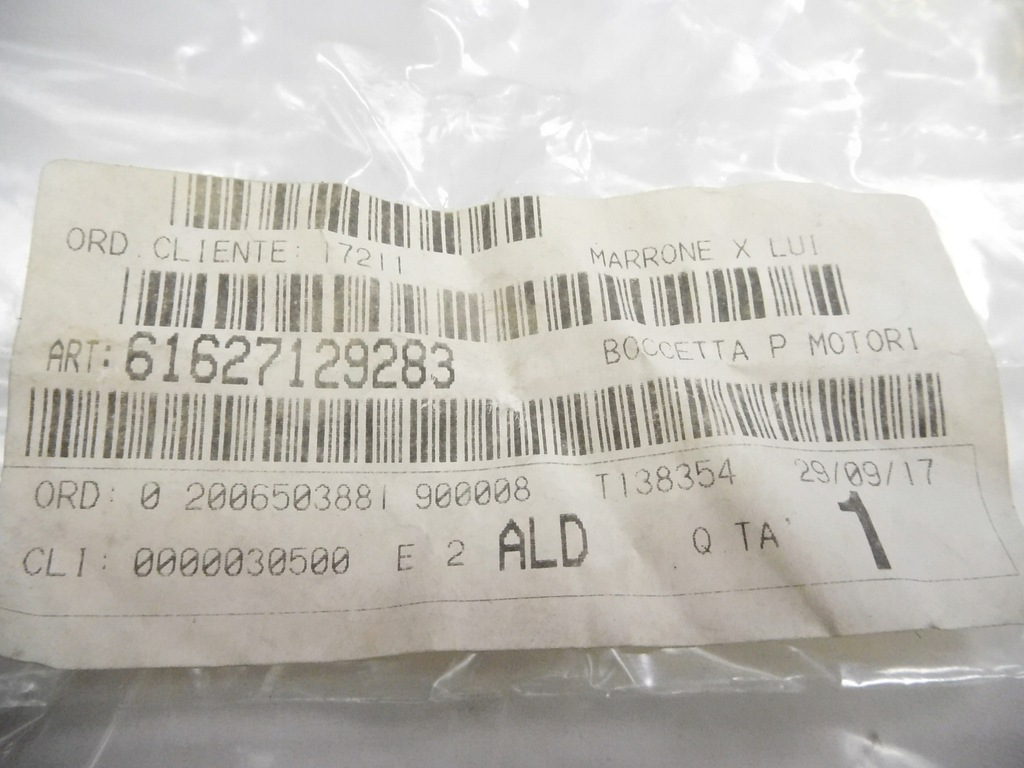 ORD. CLIENTE: 17211 MARRONE X LUI
ART: 61627129283 BOCCETTA P MOTORI
ORD: 0 2006503881 900008 T138354 29/09/17
CLI: 0000030500 E 2 ALD Q.TA' 1